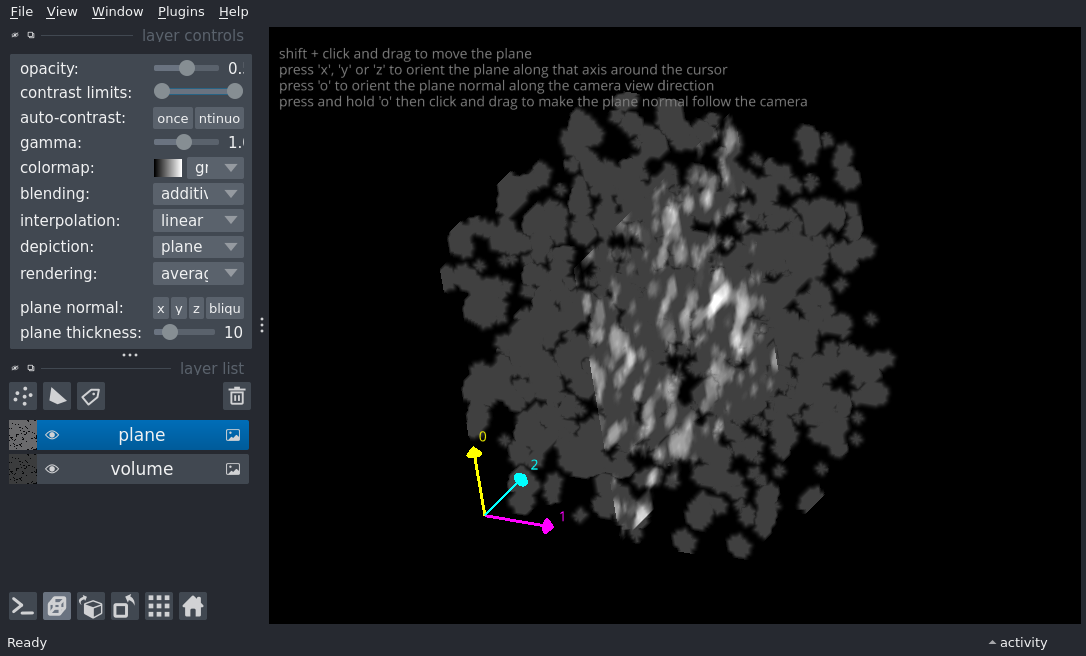 File View Window Plugins Help
layer controls
opacity: 0.
contrast limits:
auto-contrast: once ntinuo
gamma: 1.
colormap: gr
blending: additiv
interpolation: linear
depiction: plane
rendering: averag
plane normal: x y z bliqu
plane thickness: 10
layer list
plane
volume
Ready
shift + click and drag to move the plane
press 'x', 'y' or 'z' to orient the plane along that axis around the cursor
press 'o' to orient the plane normal along the camera view direction
press and hold 'o' then click and drag to make the plane normal follow the camera
0
2
1
activity